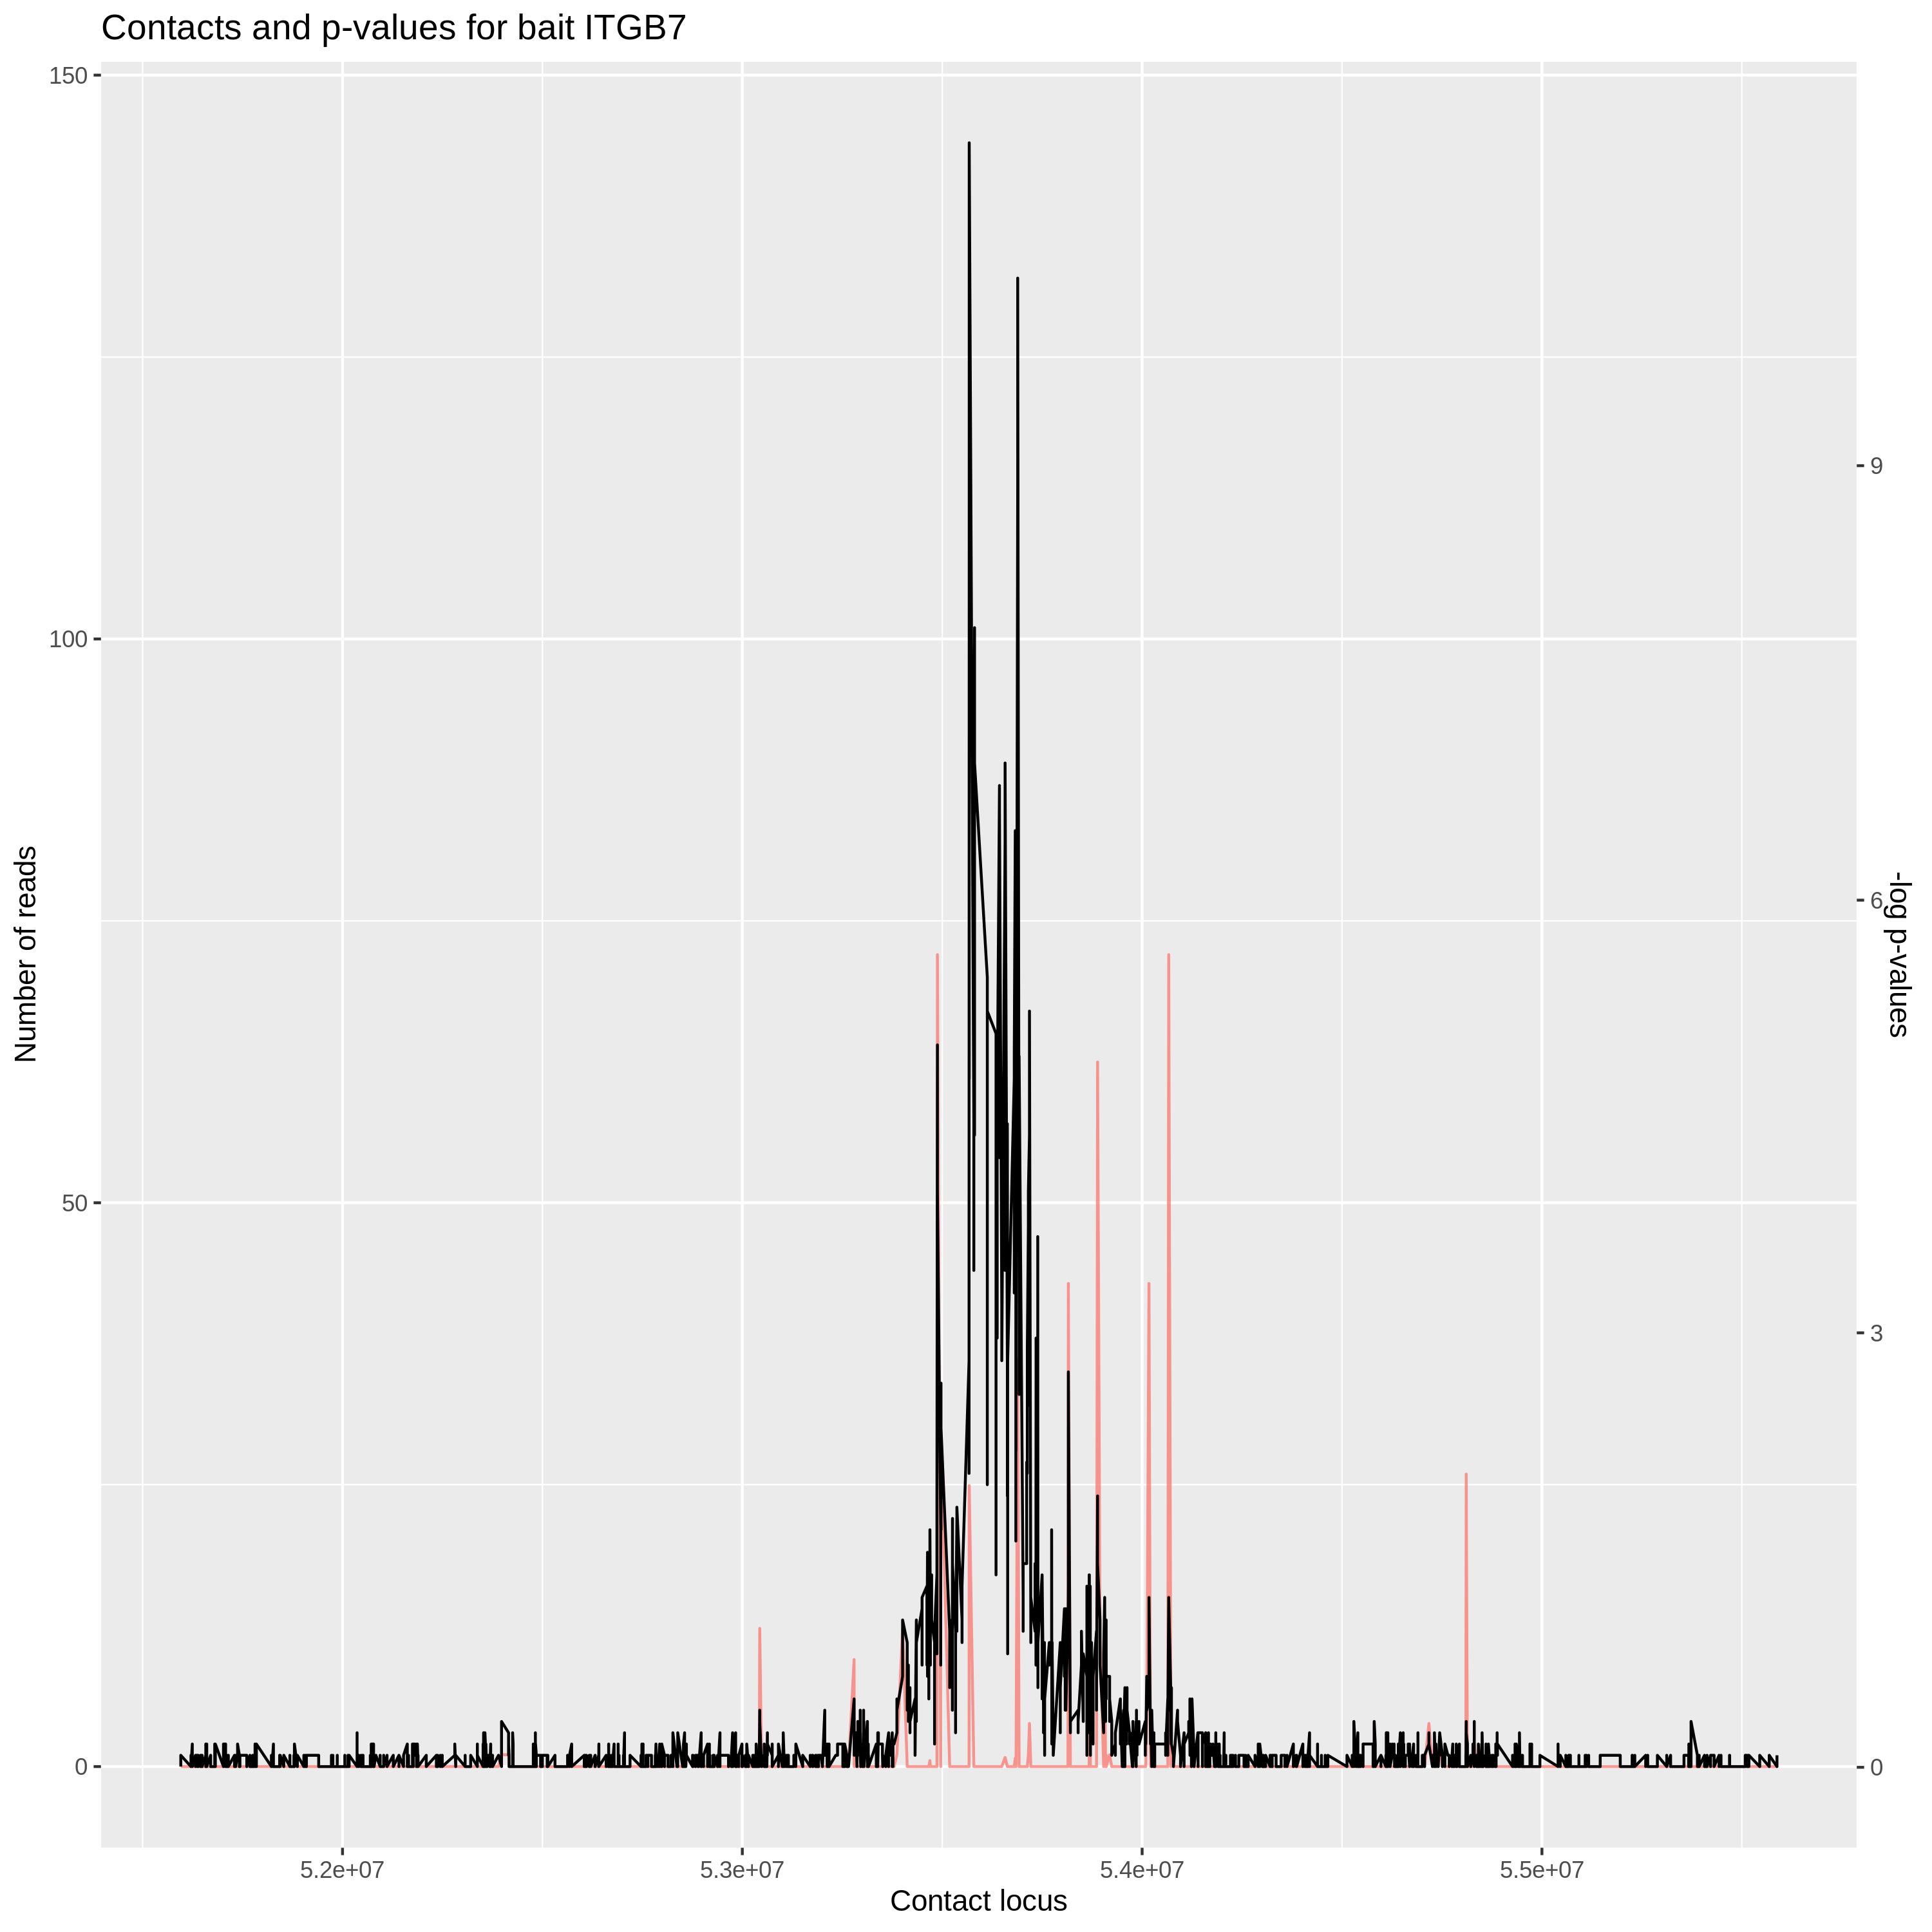 Contacts and p-values for bait ITGB7
150
100
50
0
Number of reads
9
6
3
0
-log p-values
5.2e+07
5.3e+07
5.4e+07
5.5e+07
Contact locus